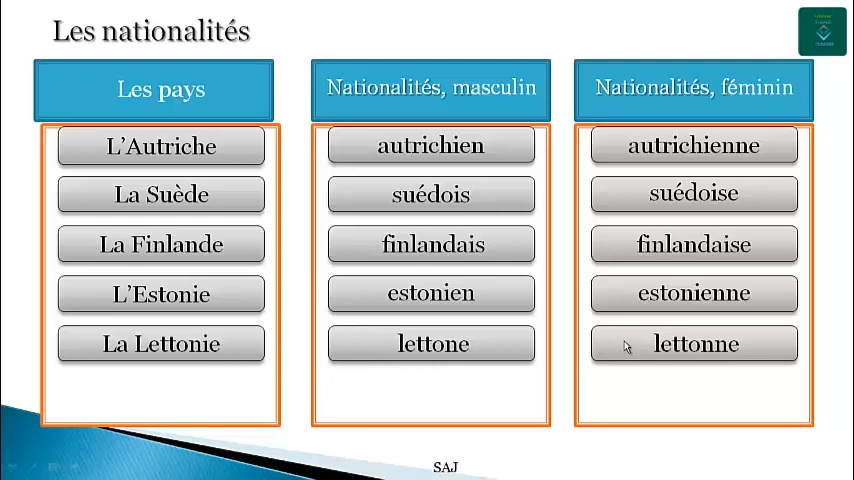 Les nationalités
Les pays
Nationalités, masculin
Nationalités, féminin
L'Autriche
autrichien
autrichienne
La Suède
suédois
suédoise
La Finlande
finlandais
finlandaise
L'Estonie
estonien
estonienne
La Lettonie
lettone
lettonne
SAJ